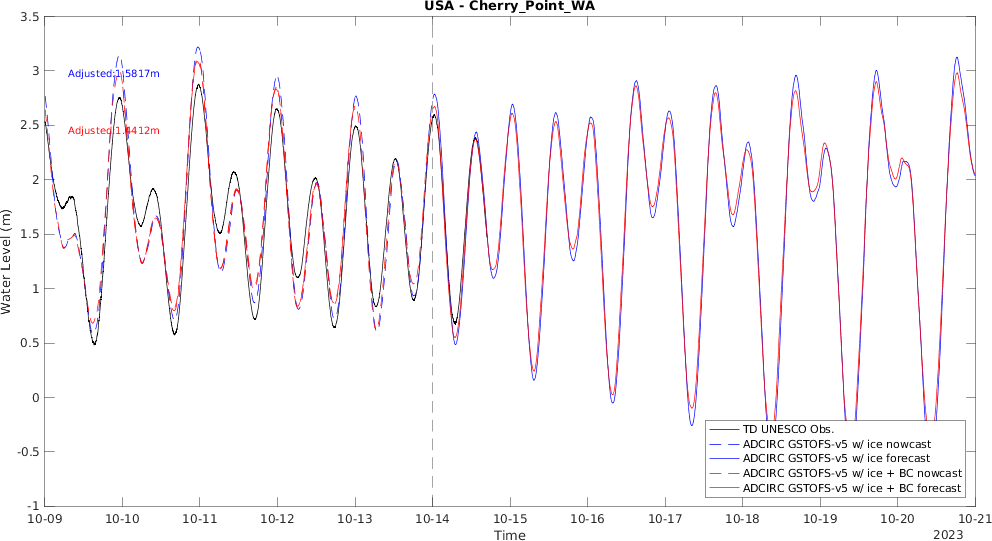 USA - Cherry_Point_WA
3.5
3
2.5
2
1.5
1
0.5
0
-0.5
-1
Water Level (m)
Adjusted:1.5817m
Adjusted:1.4412m
TD UNESCO Obs.
ADCIRC GSTOFS-v5 w/ ice nowcast
ADCIRC GSTOFS-v5 w/ ice forecast
ADCIRC GSTOFS-v5 w/ ice + BC nowcast
ADCIRC GSTOFS-v5 w/ ice + BC forecast
10-09 10-10 10-11 10-12 10-13 10-14 10-15 10-16 10-17 10-18 10-19 10-20 10-21
Time
2023